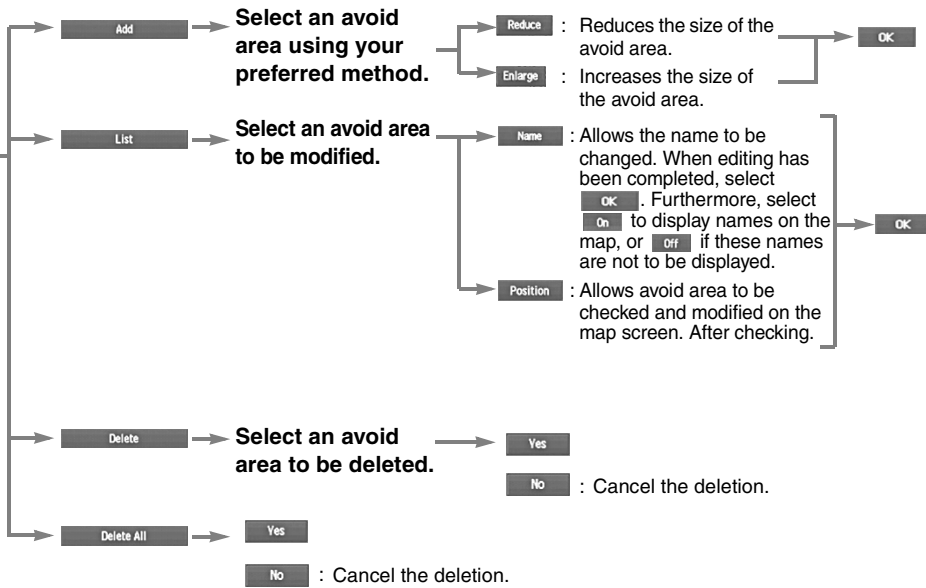 Add
Select an avoid
area using your
preferred method.
Reduce : Reduces the size of the
avoid area.
Enlarge : Increases the size of
the avoid area.
OK
List
Select an avoid area
to be modified.
Name : Allows the name to be
changed. When editing has
been completed, select
OK . Furthermore, select
On to display names on the
map, or Off if these names
are not to be displayed.
Position : Allows avoid area to be
checked and modified on the
map screen. After checking.
OK
Delete
Select an avoid
area to be deleted.
Yes
No : Cancel the deletion.
Delete All
Yes
No : Cancel the deletion.